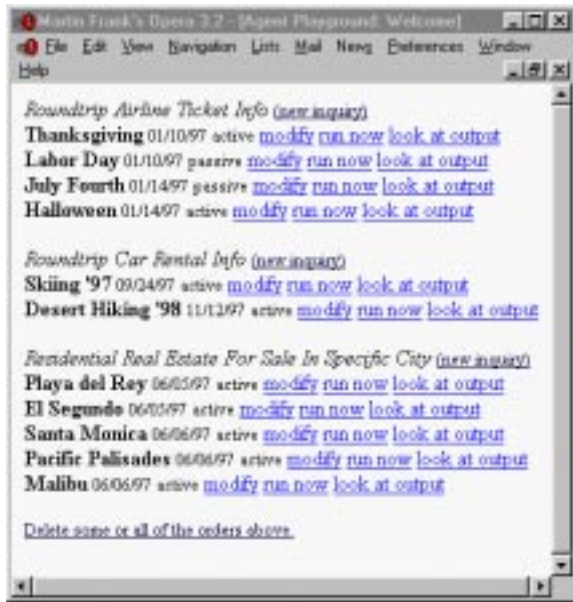 Martin Frank's Opera 3.2 - [Agent Playground: Welcome]
File Edit View Navigation Lists Mail News Preferences Window
Help
Roundtrip Airline Ticket Info (new inquiry)
Thanksgiving 01/10/97 active modify run now look at output
Labor Day 01/10/97 passive modify run now look at output
July Fourth 01/14/97 passive modify run now look at output
Halloween 01/14/97 active modify run now look at output
Roundtrip Car Rental Info (new inquiry)
Skiing '97 09/24/97 active modify run now look at output
Desert Hiking '98 11/12/97 active modify run now look at output
Residential Real Estate For Sale In Specific City (new inquiry)
Playa del Rey 06/05/97 active modify run now look at output
El Segundo 06/05/97 active modify run now look at output
Santa Monica 06/06/97 active modify run now look at output
Pacific Palisades 06/06/97 active modify run now look at output
Malibu 06/06/97 active modify run now look at output
Delete some or all of the orders above.